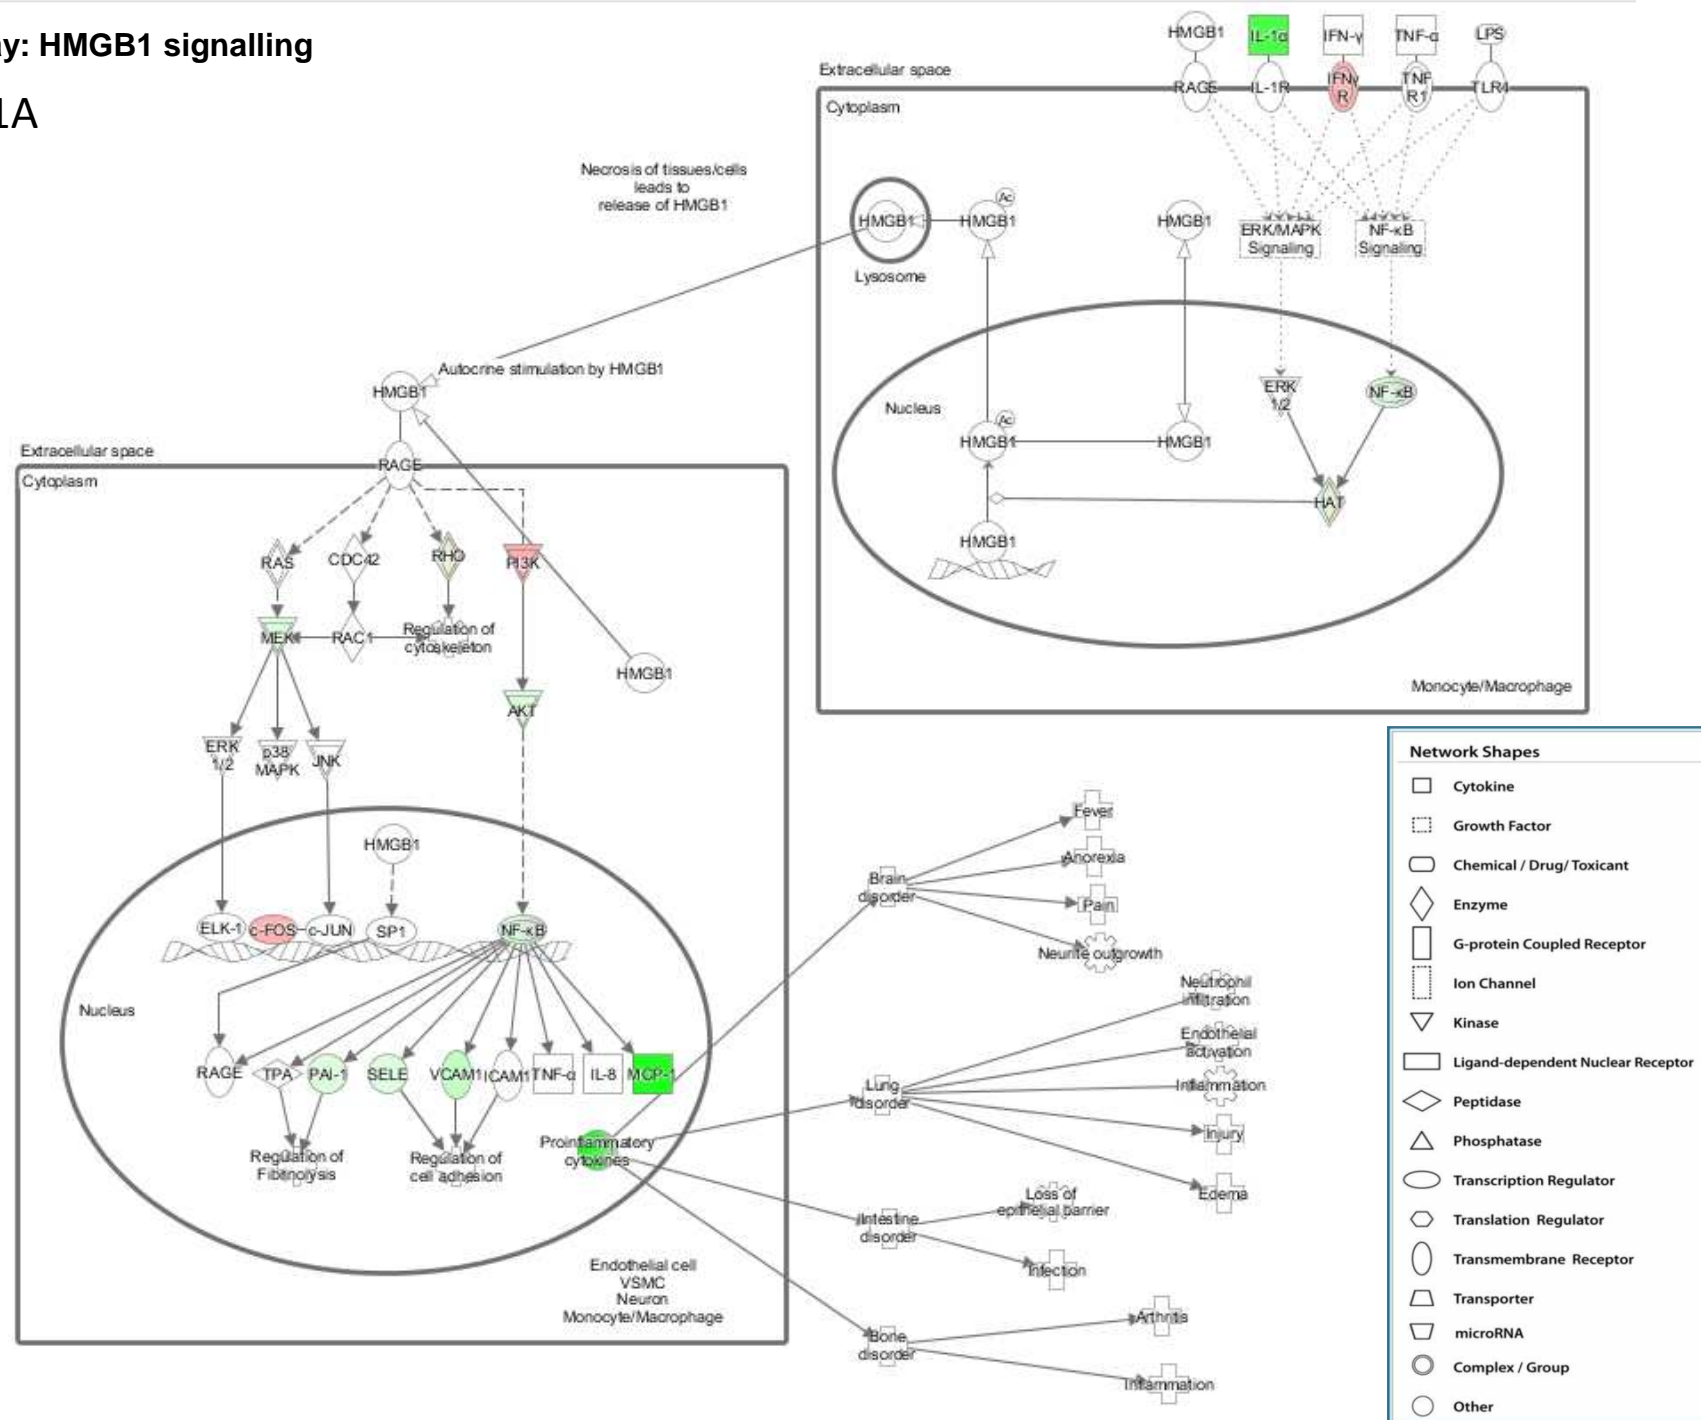 ay: HMGB1 signalling
1A
HMGB1
IL-1α
IFN-γ
TNF-α
LPS
Extracellular space
RAGE
IL-1R
IFNγ
R
TNF
R1
TLR4
Cytoplasm
Necrosis of tissues/cells
leads to
release of HMGB1
HMGB1
Ac
HMGB1
HMGB1
ERK/MAPK
Signaling
NF-κB
Signaling
Lysosome
Autocrine stimulation by HMGB1
HMGB1
ERK
1/2
NF-κB
Nucleus
Ac
HMGB1
HMGB1
HAT
HMGB1
Monocyte/Macrophage
Extracellular space
RAGE
Cytoplasm
RAS
CDC42
RHO
PI3K
MEK
RAC1
Regulation of
cytoskeleton
HMGB1
AKT
ERK
1/2
p38
MAPK
JNK
HMGB1
ELK-1
c-FOS
c-JUN
SP1
NF-κB
Nucleus
RAGE
TPA
PAI-1
SELE
VCAM1
ICAM1
TNF-α
IL-8
MCP-1
Regulation of
Fibrinolysis
Regulation of
cell adhesion
Proinflammatory
cytokines
Endothelial cell
VSMC
Neuron
Monocyte/Macrophage
Brain
disorder
Fever
Anorexia
Pain
Neurite outgrowth
Lung
disorder
Neutrophil
infiltration
Endothelial
activation
Inflammation
Injury
Edema
Intestine
disorder
Loss of
epithelial barrier
Infection
Bone
disorder
Arthritis
Inflammation
Network Shapes
Cytokine
Growth Factor
Chemical / Drug/ Toxicant
Enzyme
G-protein Coupled Receptor
Ion Channel
Kinase
Ligand-dependent Nuclear Receptor
Peptidase
Phosphatase
Transcription Regulator
Translation Regulator
Transmembrane Receptor
Transporter
microRNA
Complex / Group
Other